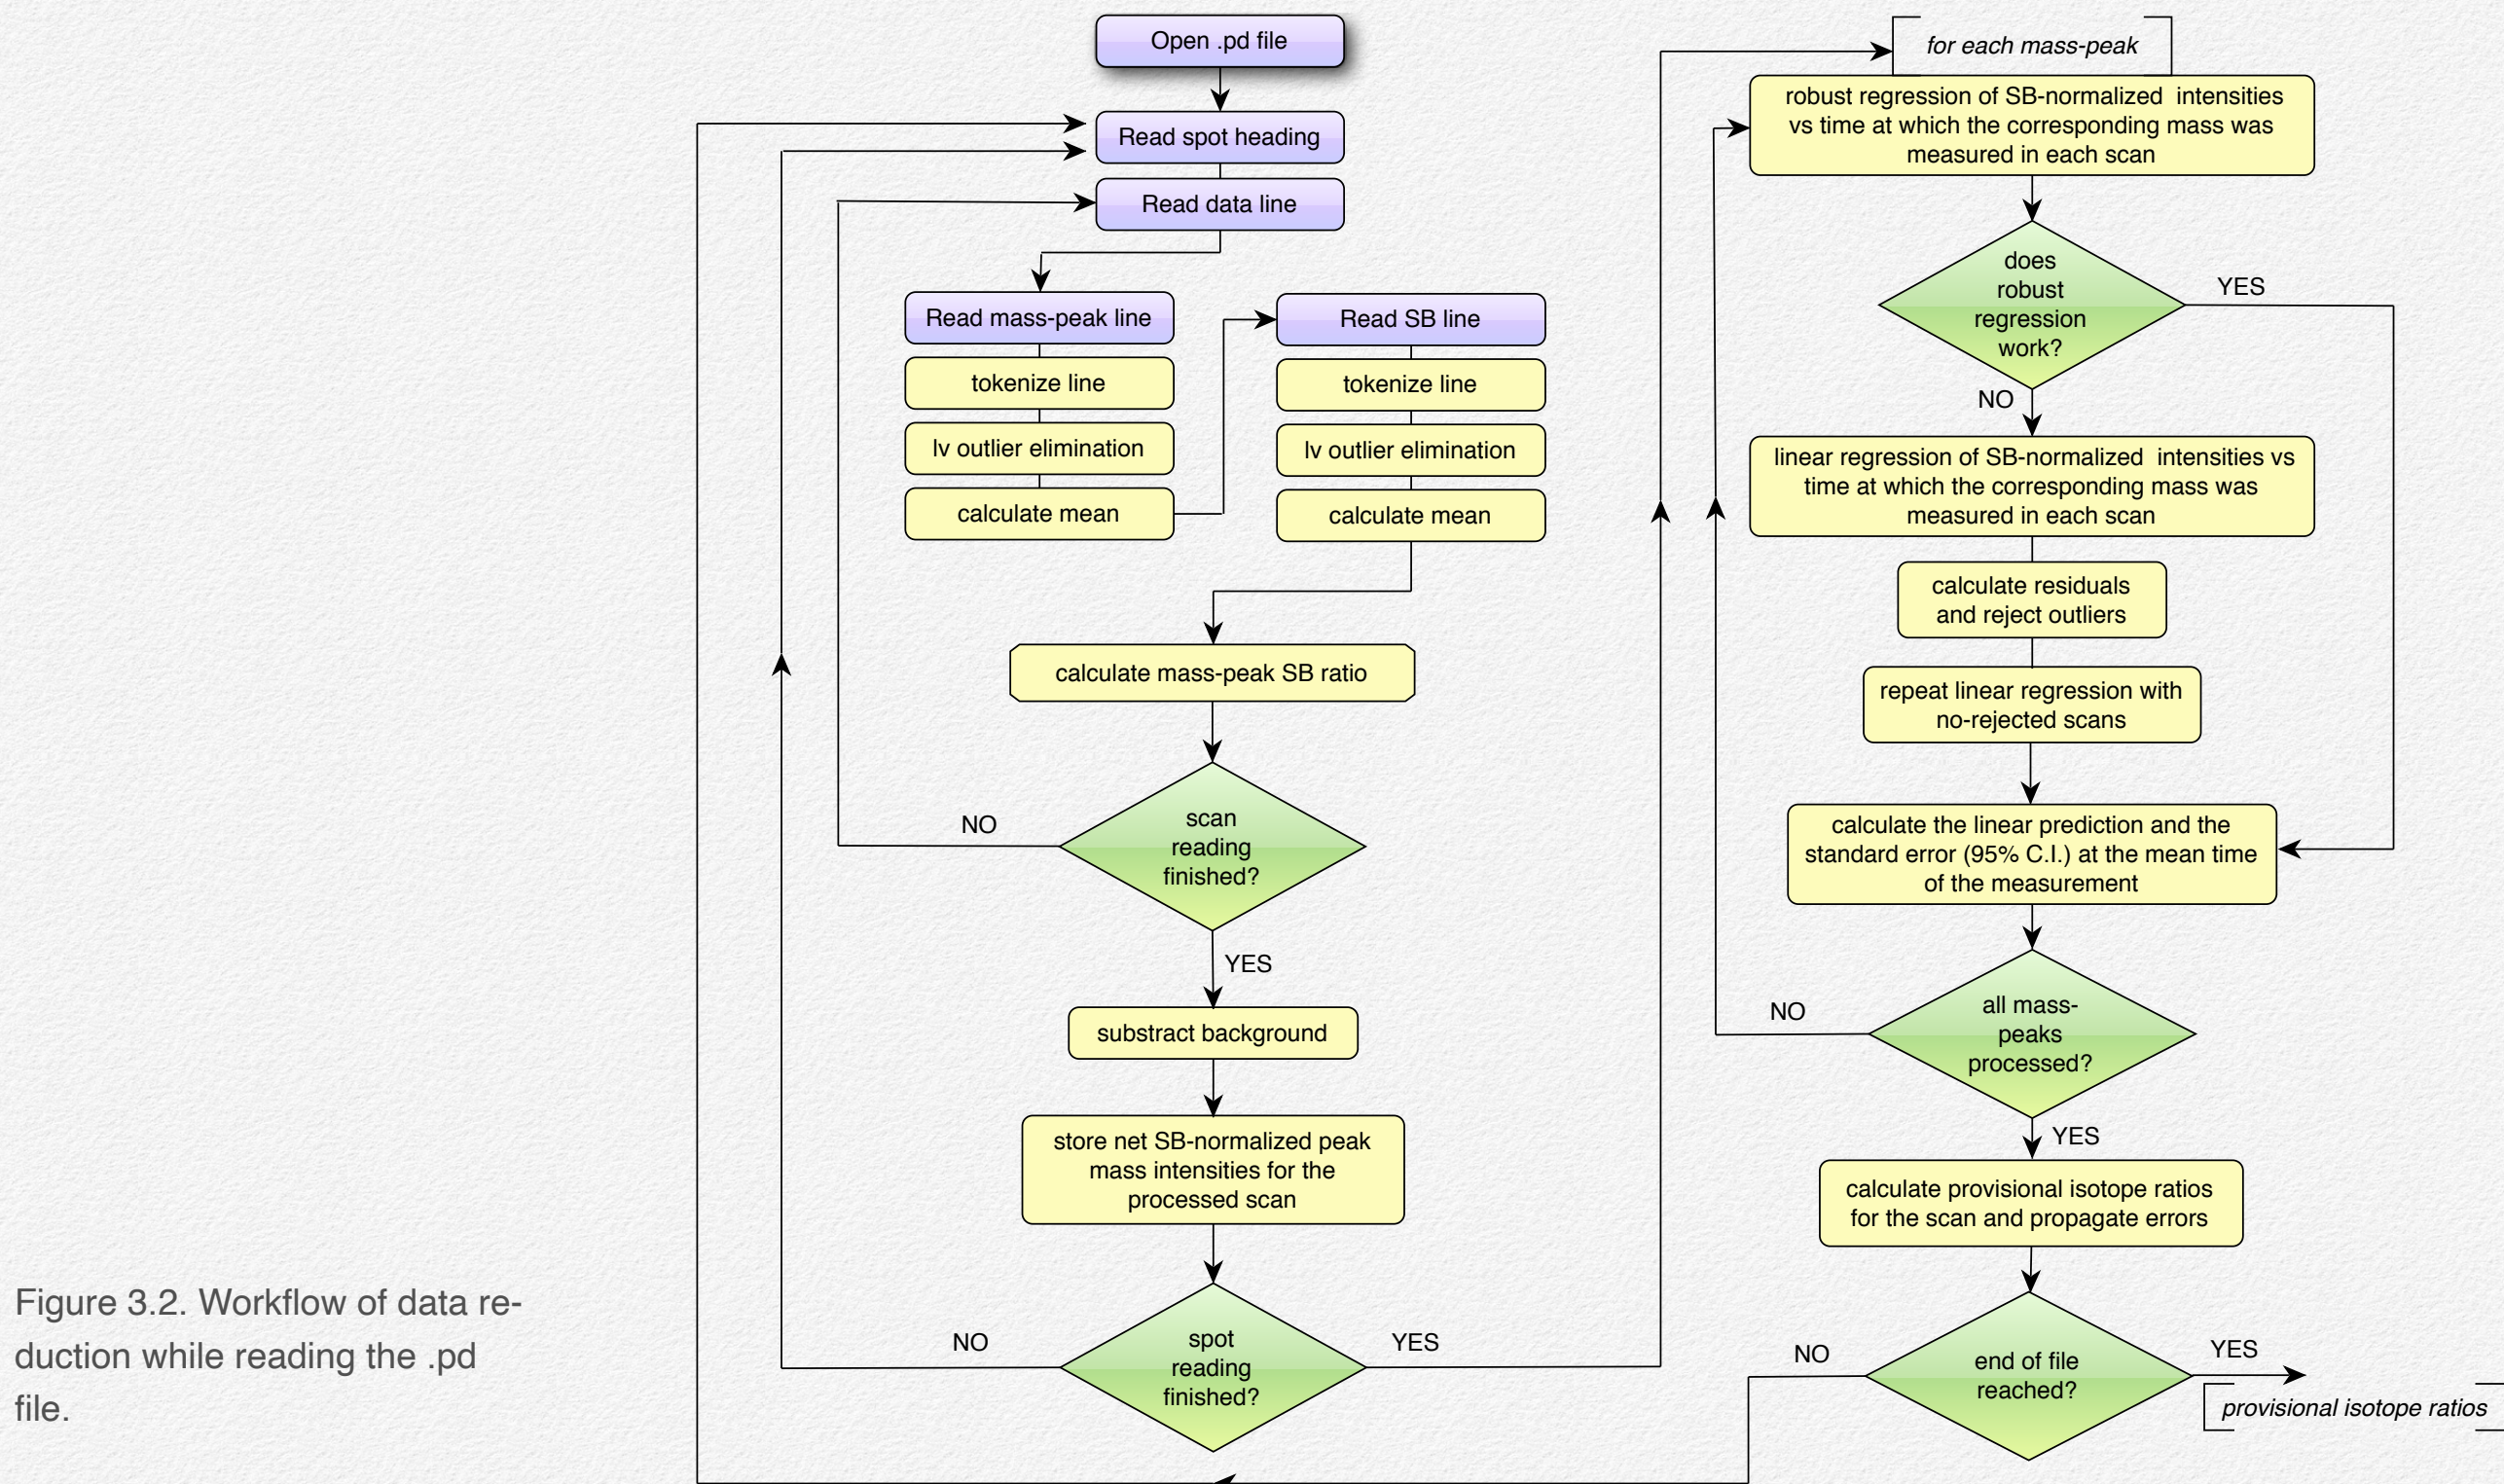 Open .pd file
Read spot heading
Read data line
Read mass-peak line
tokenize line
lv outlier elimination
calculate mean
Read SB line
tokenize line
lv outlier elimination
calculate mean
calculate mass-peak SB ratio
scan
reading
finished?
NO
YES
substract background
store net SB-normalized peak
mass intensities for the
processed scan
spot
reading
finished?
NO
YES
for each mass-peak
robust regression of SB-normalized intensities
vs time at which the corresponding mass was
measured in each scan
does
robust
regression
work?
YES
NO
linear regression of SB-normalized intensities vs
time at which the corresponding mass was
measured in each scan
calculate residuals
and reject outliers
repeat linear regression with
no-rejected scans
calculate the linear prediction and the
standard error (95% C.I.) at the mean time
of the measurement
all mass-
peaks
processed?
NO
YES
calculate provisional isotope ratios
for the scan and propagate errors
end of file
reached?
NO
YES
provisional isotope ratios
Figure 3.2. Workflow of data re-
duction while reading the .pd
file.